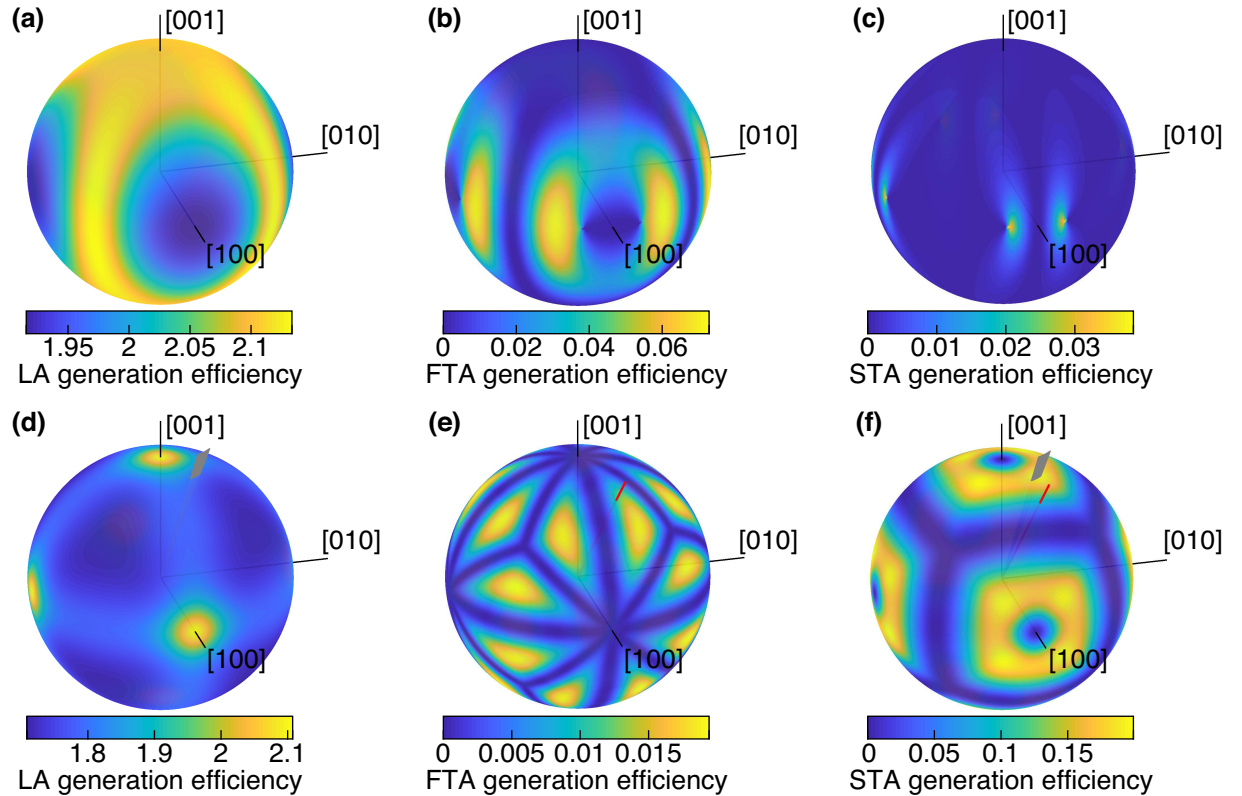 (a) [001] (b) [001] (c) [001]
[010] [010] [010]
[100] [100] [100]
1.95 2 2.05 2.1 0 0.02 0.04 0.06 0 0.01 0.02 0.03
LA generation efficiency FTA generation efficiency STA generation efficiency
(d) [001] (e) [001] (f) [001]
[010] [010] [010]
[100] [100] [100]
1.8 1.9 2 2.1 0 0.005 0.01 0.015 0 0.05 0.1 0.15
LA generation efficiency FTA generation efficiency STA generation efficiency